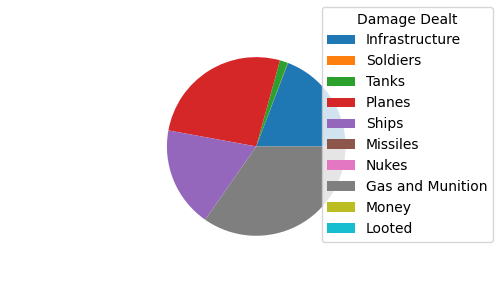 Damage Dealt
Infrastructure
Soldiers
Tanks
Planes
Ships
Missiles
Nukes
Gas and Munition
Money
Looted